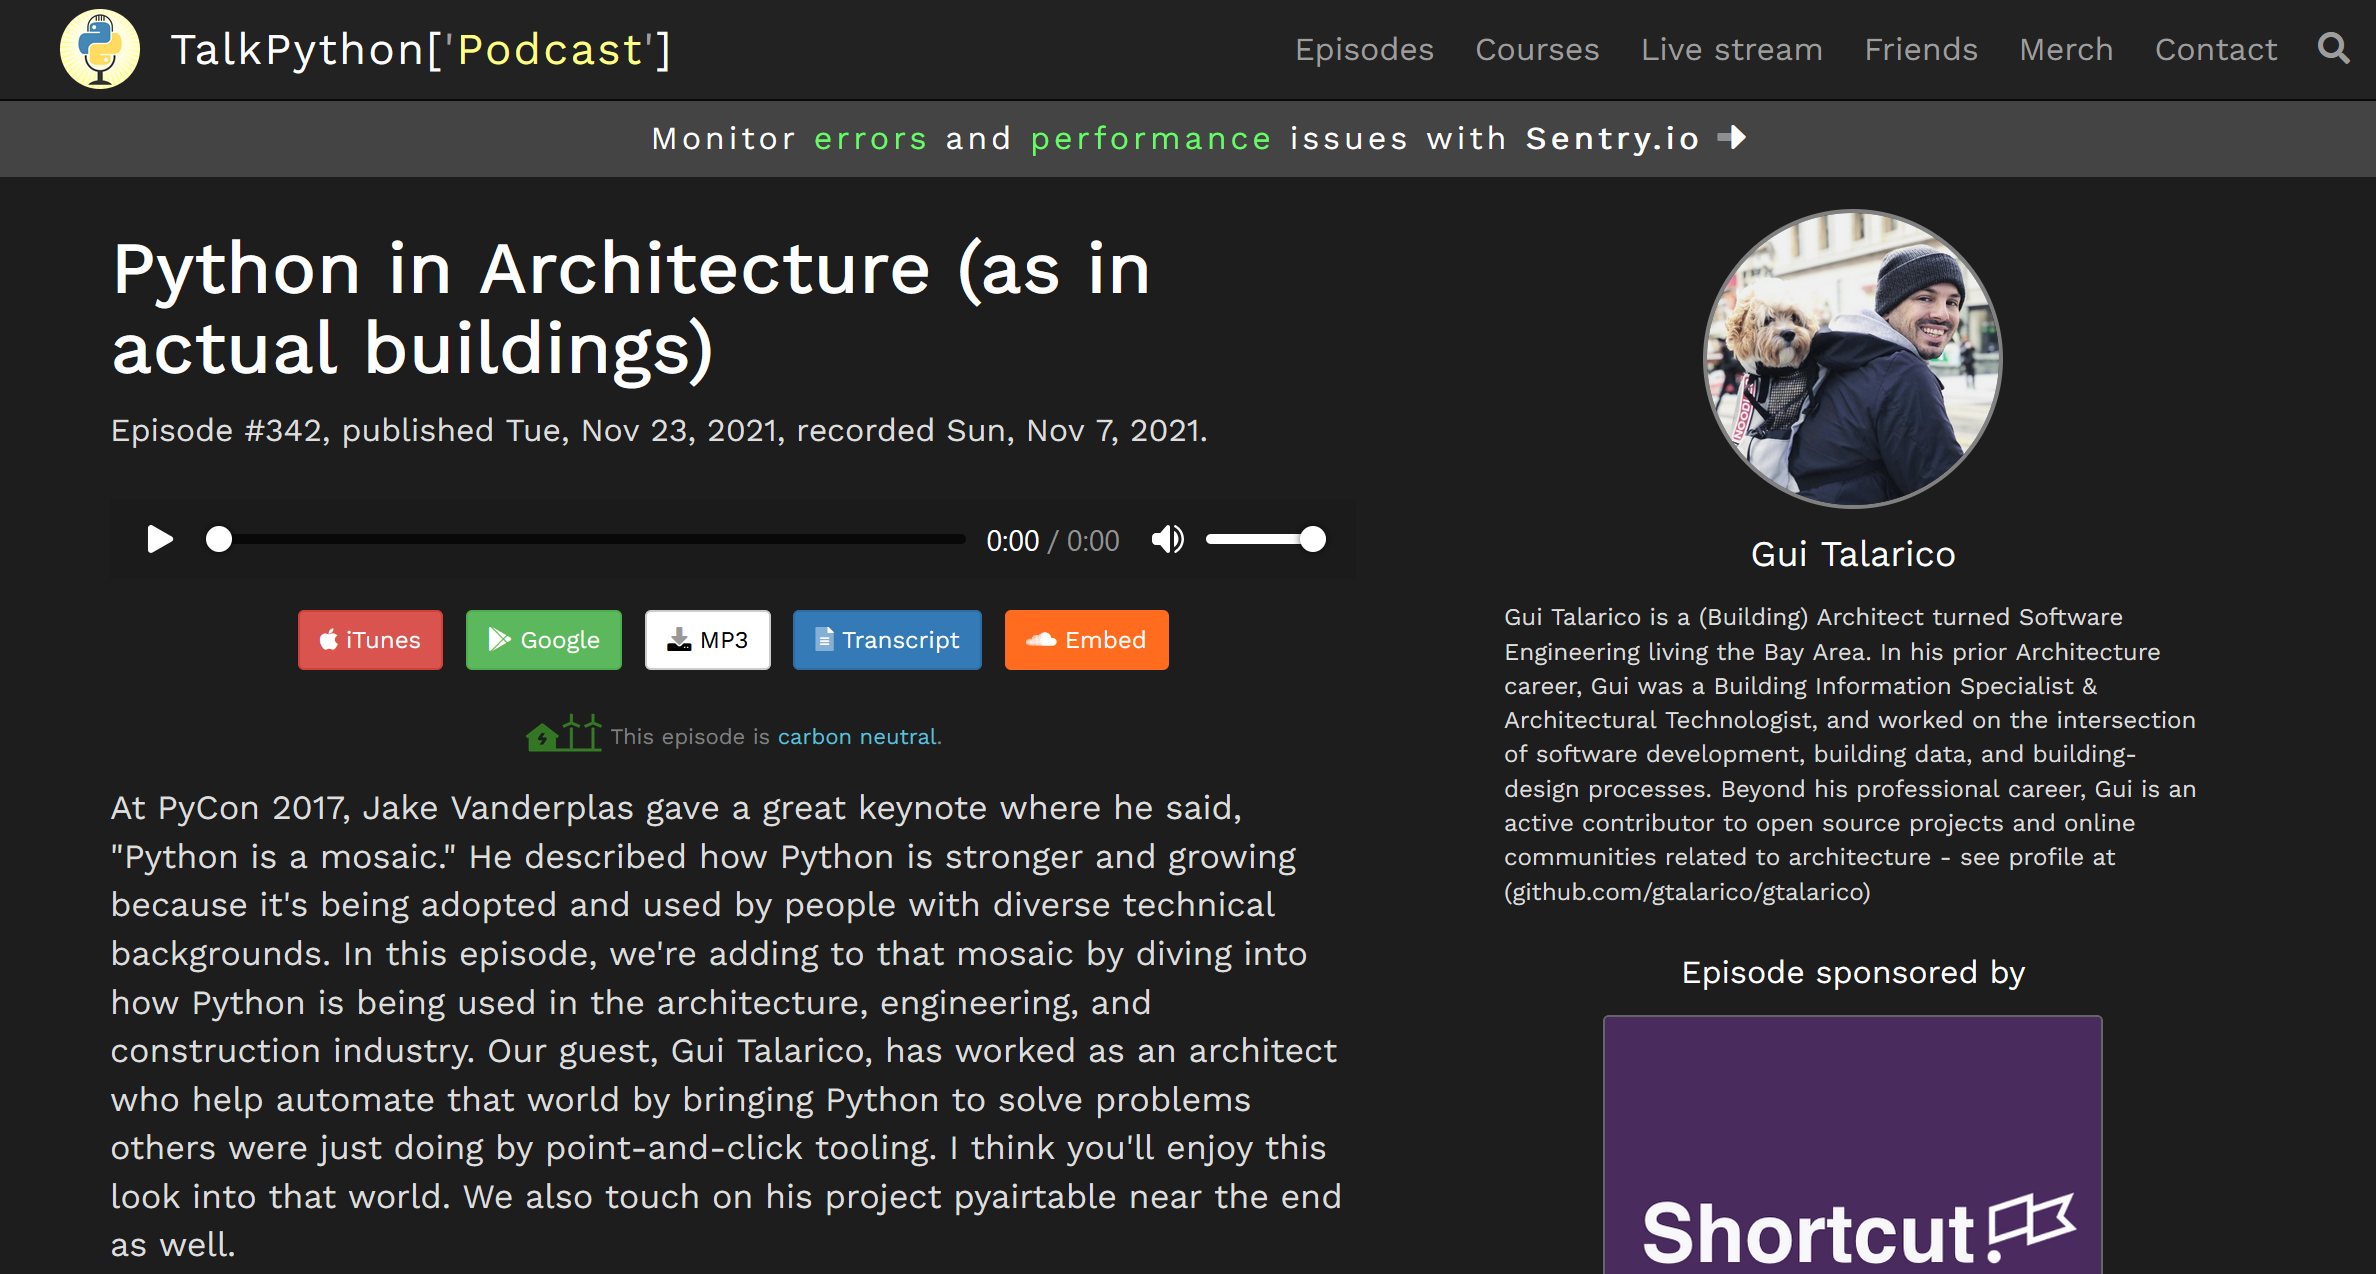 TalkPython['Podcast']
Episodes Courses Live stream Friends Merch Contact
Monitor errors and performance issues with Sentry.io
Python in Architecture (as in
actual buildings)
Episode #342, published Tue, Nov 23, 2021, recorded Sun, Nov 7, 2021.
0:00 / 0:00
iTunes Google MP3 Transcript Embed
This episode is carbon neutral.
At PyCon 2017, Jake Vanderplas gave a great keynote where he said,
"Python is a mosaic." He described how Python is stronger and growing
because it's being adopted and used by people with diverse technical
backgrounds. In this episode, we're adding to that mosaic by diving into
how Python is being used in the architecture, engineering, and
construction industry. Our guest, Gui Talarico, has worked as an architect
who help automate that world by bringing Python to solve problems
others were just doing by point-and-click tooling. I think you'll enjoy this
look into that world. We also touch on his project pyairtable near the end
as well.
Gui Talarico
Gui Talarico is a (Building) Architect turned Software
Engineering living the Bay Area. In his prior Architecture
career, Gui was a Building Information Specialist &
Architectural Technologist, and worked on the intersection
of software development, building data, and building-
design processes. Beyond his professional career, Gui is an
active contributor to open source projects and online
communities related to architecture - see profile at
(github.com/gtalarico/gtalarico)
Episode sponsored by
Shortcut